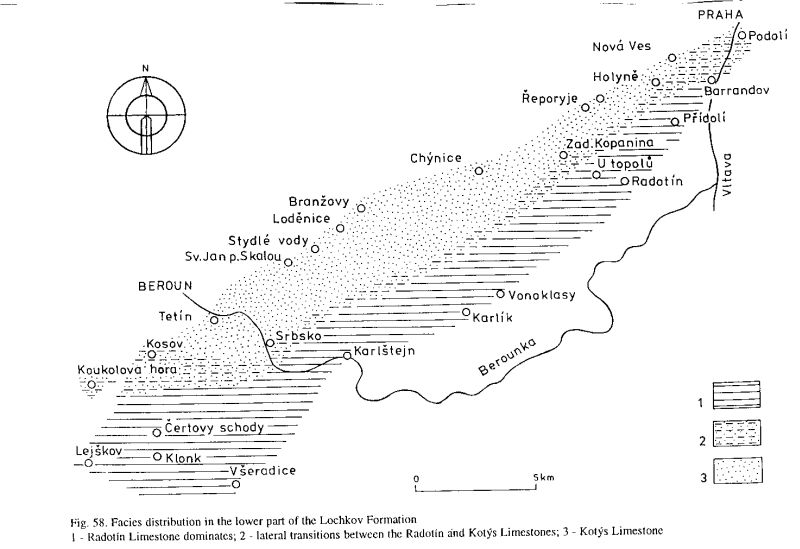 PRAHA
Podolí
Nová Ves
Holyně
Barrandov
Řeporyje
Přídolí
N
Zad. Kopanina
Chýnice
U topolů
Radotín
Vltava
Branžovy
Loděnice
Stydlé vody
Sv. Jan p. Skalou
BEROUN
Vonoklasy
Tetín
Karlík
Srbsko
Kosov
Karlštejn
Berounka
Koukolova hora
1
Čertovy schody
2
Lejškov
Klonk
Všeradice
0 5km
3
Fig. 58. Facies distribution in the lower part of the Lochkov Formation
1 - Radotín Limestone dominates; 2 - lateral transitions between the Radotín and Kotýs Limestones; 3 - Kotýs Limestone